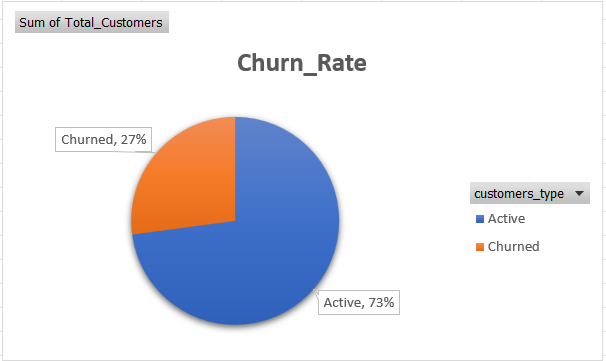 Sum of Total_Customers
Churn_Rate
Churned, 27%
customers_type
Active
Churned
Active, 73%